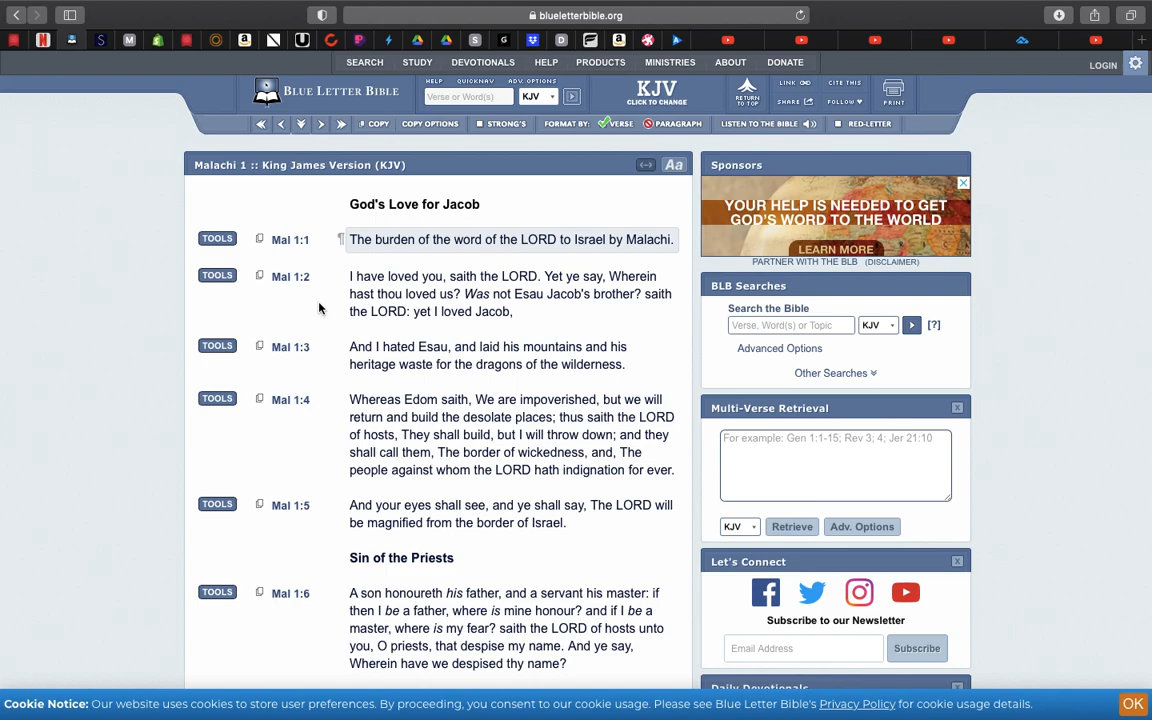 blueletterbible.org
SEARCH STUDY DEVOTIONALS HELP PRODUCTS MINISTRIES ABOUT DONATE
LOGIN
BLUE LETTER BIBLE
HELP QUICKNAV ADV. OPTIONS
Verse or Word(s) KJV
KJV
CLICK TO CHANGE
RETURN TO TOP
LINK CITE THIS
SHARE FOLLOW
PRINT
COPY COPY OPTIONS STRONG'S FORMAT BY: VERSE PARAGRAPH LISTEN TO THE BIBLE RED-LETTER
Malachi 1 :: King James Version (KJV)
Aa
God's Love for Jacob
TOOLS Mal 1:1 ¶ The burden of the word of the LORD to Israel by Malachi.
TOOLS Mal 1:2 I have loved you, saith the LORD. Yet ye say, Wherein
hast thou loved us? Was not Esau Jacob's brother? saith
the LORD: yet I loved Jacob,
TOOLS Mal 1:3 And I hated Esau, and laid his mountains and his
heritage waste for the dragons of the wilderness.
TOOLS Mal 1:4 Whereas Edom saith, We are impoverished, but we will
return and build the desolate places; thus saith the LORD
of hosts, They shall build, but I will throw down; and they
shall call them, The border of wickedness, and, The
people against whom the LORD hath indignation for ever.
TOOLS Mal 1:5 And your eyes shall see, and ye shall say, The LORD will
be magnified from the border of Israel.
Sin of the Priests
TOOLS Mal 1:6 A son honoureth his father, and a servant his master: if
then I be a father, where is mine honour? and if I be a
master, where is my fear? saith the LORD of hosts unto
you, O priests, that despise my name. And ye say,
Wherein have we despised thy name?
Sponsors
YOUR HELP IS NEEDED TO GET
GOD'S WORD TO THE WORLD
LEARN MORE
PARTNER WITH THE BLB (DISCLAIMER)
BLB Searches
Search the Bible
Verse, Word(s) or Topic KJV [?]
Advanced Options
Other Searches
Multi-Verse Retrieval
For example: Gen 1:1-15; Rev 3; 4; Jer 21:10
KJV Retrieve Adv. Options
Let's Connect
Subscribe to our Newsletter
Email Address Subscribe
Daily Devotionals
Cookie Notice: Our website uses cookies to store user preferences. By proceeding, you consent to our cookie usage. Please see Blue Letter Bible's Privacy Policy for cookie usage details. OK